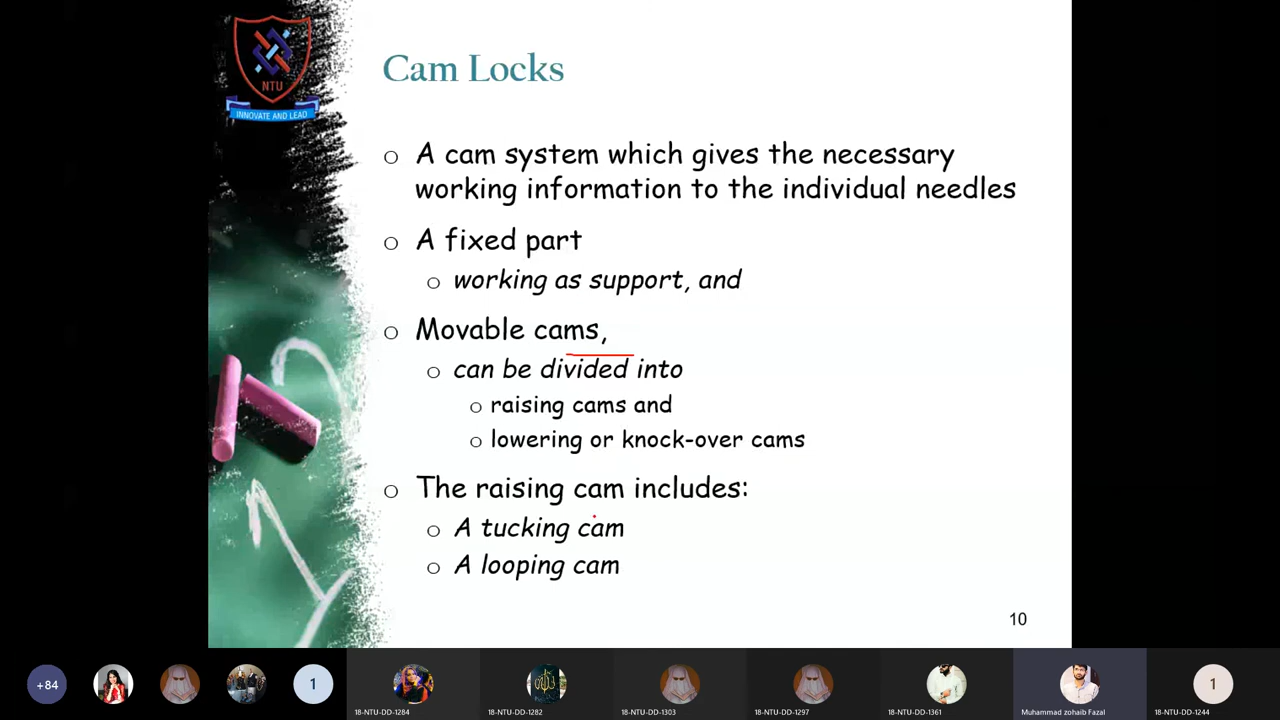 NTU
INNOVATE AND LEAD
Cam Locks
A cam system which gives the necessary
working information to the individual needles
A fixed part
working as support, and
Movable cams,
can be divided into
raising cams and
lowering or knock-over cams
The raising cam includes:
A tucking cam
A looping cam
10
+84
1
18-NTU-DD-1284
18-NTU-DD-1282
18-NTU-DD-1303
18-NTU-DD-1297
18-NTU-DD-1361
Muhammad zohaib Fazal
1
18-NTU-DD-1244